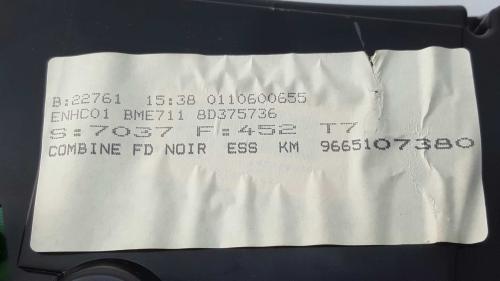 B:22761 15:38 0110600655
ENHC01 BME711 8D375736
S:7037 F:452 T7
COMBINE FD NOIR ESS KM 9665107380